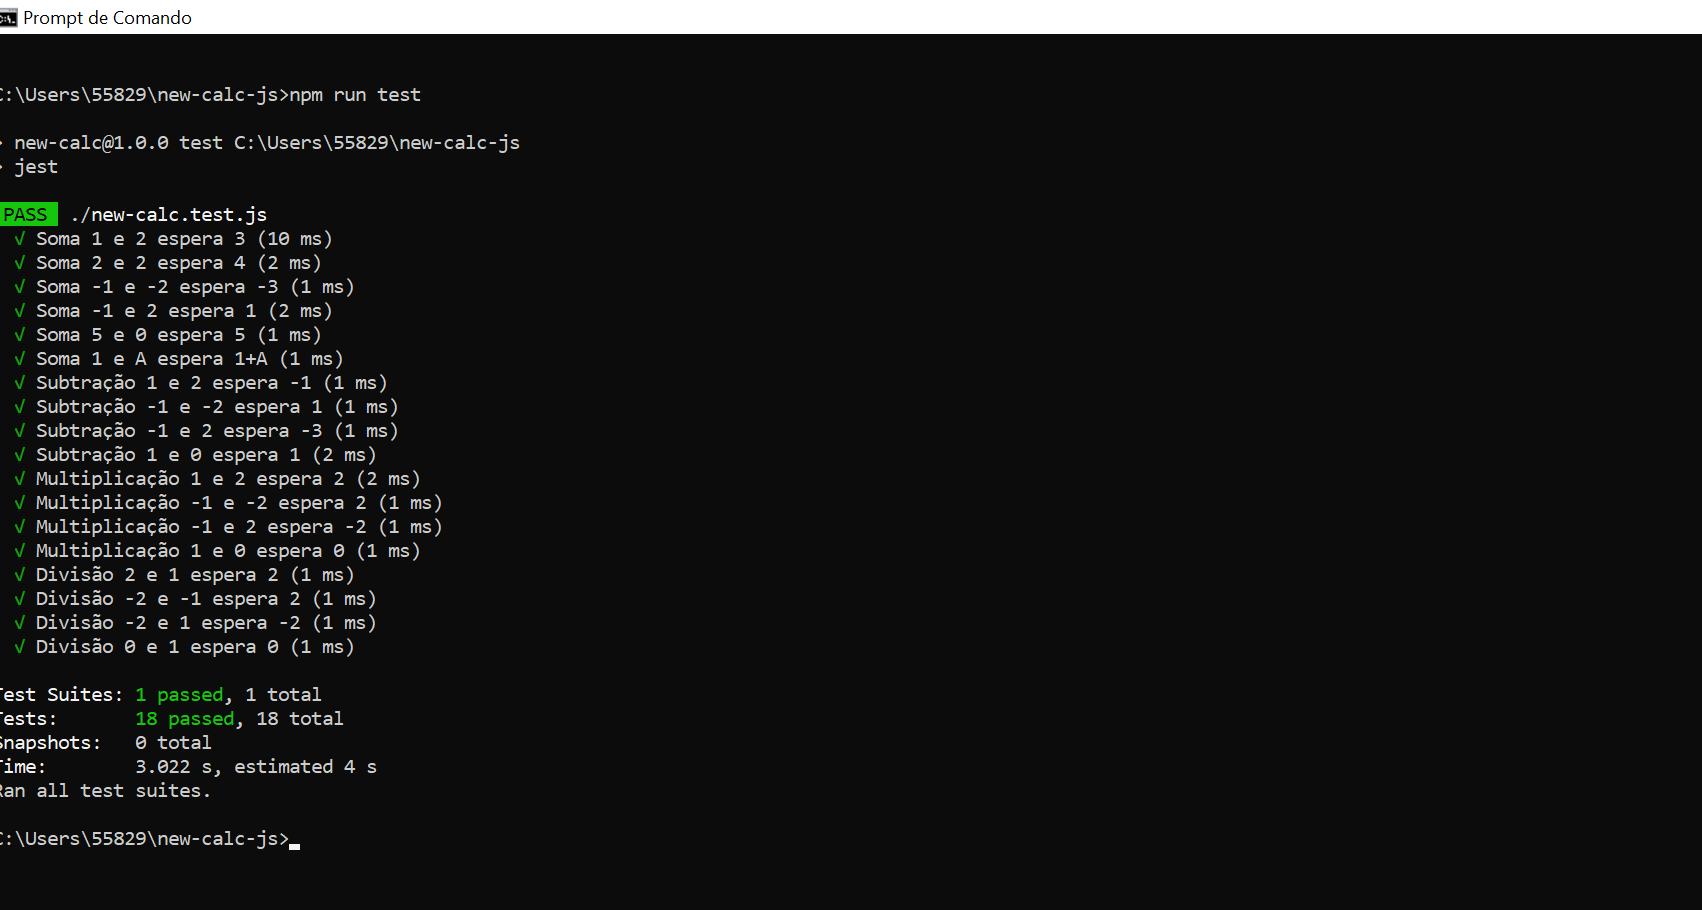 Prompt de Comando
C:\Users\55829\new-calc-js>npm run test
> new-calc@1.0.0 test C:\Users\55829\new-calc-js
> jest
PASS ./new-calc.test.js
√ Soma 1 e 2 espera 3 (10 ms)
√ Soma 2 e 2 espera 4 (2 ms)
√ Soma -1 e -2 espera -3 (1 ms)
√ Soma -1 e 2 espera 1 (2 ms)
√ Soma 5 e 0 espera 5 (1 ms)
√ Soma 1 e A espera 1+A (1 ms)
√ Subtração 1 e 2 espera -1 (1 ms)
√ Subtração -1 e -2 espera 1 (1 ms)
√ Subtração -1 e 2 espera -3 (1 ms)
√ Subtração 1 e 0 espera 1 (2 ms)
√ Multiplicação 1 e 2 espera 2 (2 ms)
√ Multiplicação -1 e -2 espera 2 (1 ms)
√ Multiplicação -1 e 2 espera -2 (1 ms)
√ Multiplicação 1 e 0 espera 0 (1 ms)
√ Divisão 2 e 1 espera 2 (1 ms)
√ Divisão -2 e -1 espera 2 (1 ms)
√ Divisão -2 e 1 espera -2 (1 ms)
√ Divisão 0 e 1 espera 0 (1 ms)
Test Suites: 1 passed, 1 total
Tests: 18 passed, 18 total
Snapshots: 0 total
Time: 3.022 s, estimated 4 s
Ran all test suites.
C:\Users\55829\new-calc-js>